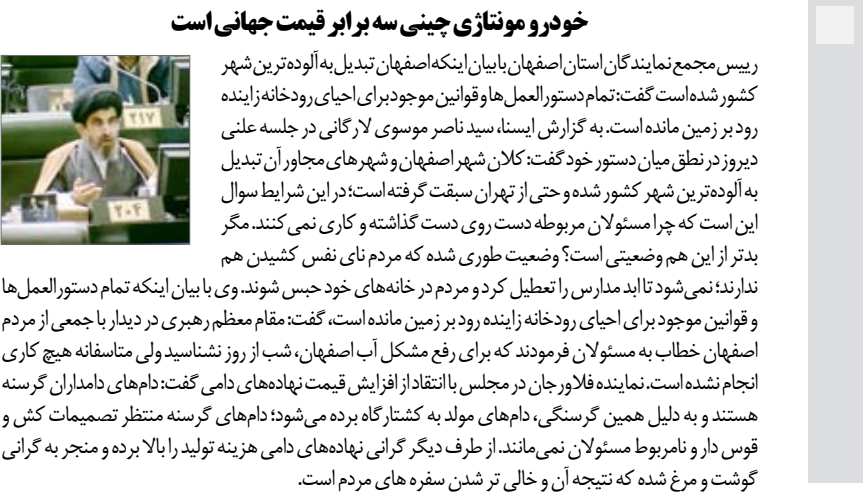 خودرو مونتاژی چینی سه برابر قیمت جهانی است
رییس مجمع نمایندگان استان اصفهان با بیان اینکه اصفهان تبدیل به آلوده‌ترین شهر
کشور شده است گفت: تمام دستورالعمل‌ها و قوانین موجود برای احیای رودخانه زاینده
رود بر زمین مانده است. به گزارش ایسنا، سید ناصر موسوی لارگانی در جلسه علنی
دیروز در نطق میان دستور خود گفت: کلان شهر اصفهان و شهرهای مجاور آن تبدیل
به آلوده‌ترین شهر کشور شده و حتی از تهران سبقت گرفته است؛ در این شرایط سوال
این است که چرا مسئولان مربوطه دست روی دست گذاشته و کاری نمی‌کنند. مگر
بدتر از این هم وضعیتی است؟ وضعیت طوری شده که مردم نای نفس کشیدن هم
ندارند؛ نمی‌شود تا ابد مدارس را تعطیل کرد و مردم در خانه‌های خود حبس شوند. وی با بیان اینکه تمام دستورالعمل‌ها
و قوانین موجود برای احیای رودخانه زاینده رود بر زمین مانده است، گفت: مقام معظم رهبری در دیدار با جمعی از مردم
اصفهان خطاب به مسئولان فرمودند که برای رفع مشکل آب اصفهان، شب از روز نشناسید ولی متاسفانه هیچ کاری
انجام نشده است. نماینده فلاورجان در مجلس با انتقاد از افزایش قیمت نهاده‌های دامی گفت: دام‌های دامداران گرسنه
هستند و به دلیل همین گرسنگی، دام‌های مولد به کشتارگاه برده می‌شود؛ دام‌های گرسنه منتظر تصمیمات کش و
قوس دار و نامربوط مسئولان نمی‌مانند. از طرف دیگر گرانی نهاده‌های دامی هزینه تولید را بالا برده و منجر به گرانی
گوشت و مرغ شده که نتیجه آن و خالی تر شدن سفره های مردم است.
۲۱۷
۲۰۴